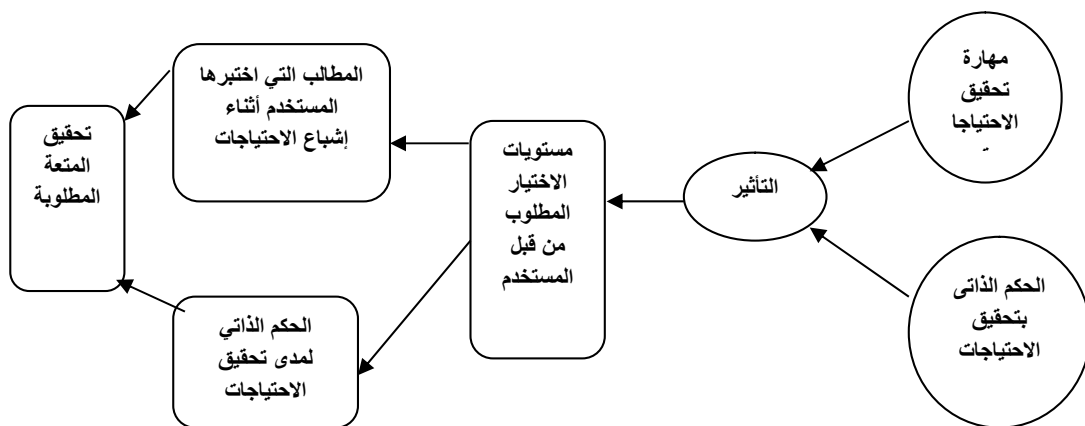 مهارة
تحقيق
الاحتياجا
ت
الحكم الذاتى
بتحقيق
الاحتياجات
التأثير
مستويات
الاختيار
المطلوب
من قبل
المستخدم
المطالب التي اختبرها
المستخدم أثناء
إشباع الاحتياجات
الحكم الذاتي
لمدى تحقيق
الاحتياجات
تحقيق
المتعة
المطلوبة